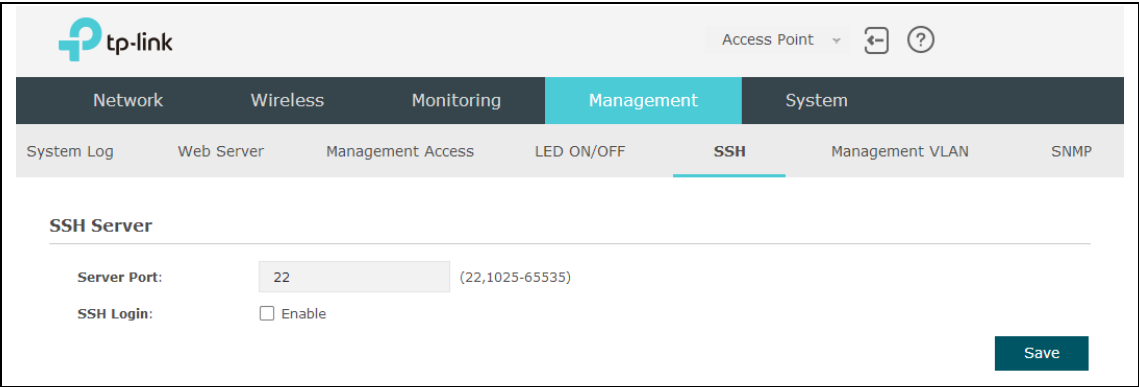 tp-link
Access Point
Network Wireless Monitoring Management System
System Log Web Server Management Access LED ON/OFF SSH Management VLAN SNMP
SSH Server
Server Port: 22 (22,1025-65535)
SSH Login: Enable
Save